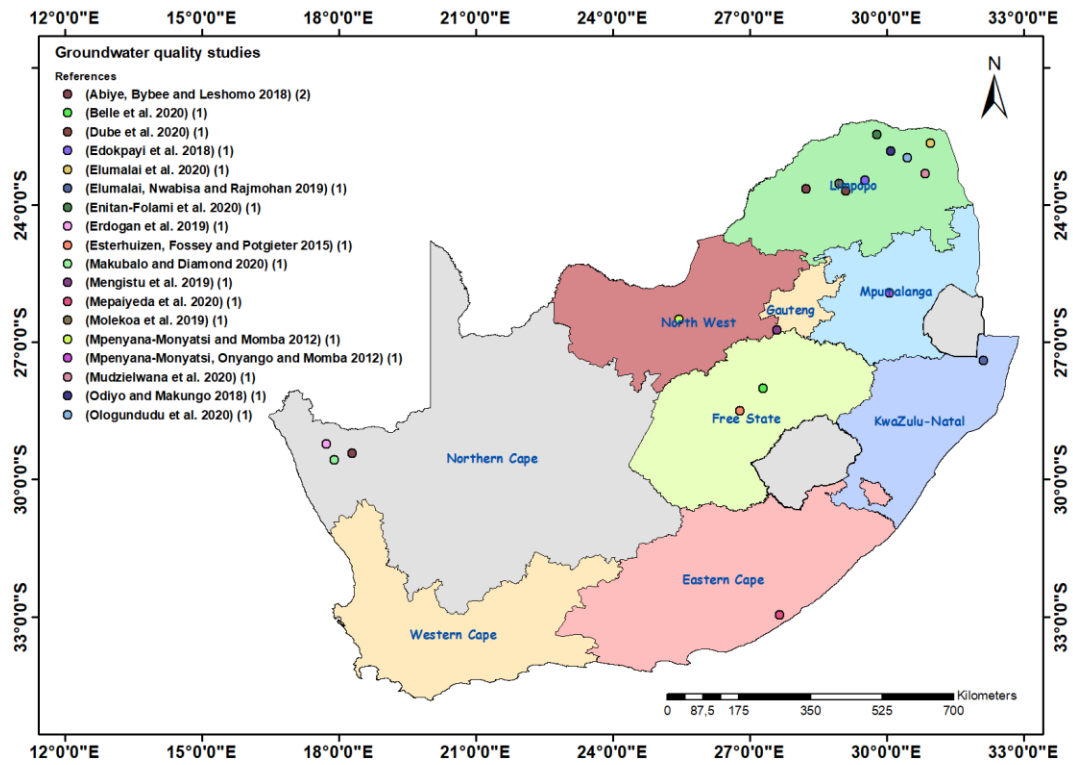 18°0'0"E 21°0'0"E 24°0'0"E 27°0'0"E 30°0'0"E 33°0'0"E
Groundwater quality studies
References
(Abiye, Bybee and Leshomo 2018) (2)
(Belle et al. 2020) (1)
(Dube et al. 2020) (1)
(Edokpayi et al. 2018) (1)
(Elumalai et al. 2020) (1)
(Elumalai, Nwabisa and Rajmohan 2019) (1)
(Enitan-Folami et al. 2020) (1)
(Erdogan et al. 2019) (1)
(Esterhuizen, Fossey and Potgieter 2015) (1)
(Makubalo and Diamond 2020) (1)
(Mengistu et al. 2019) (1)
(Mepaiyeda et al. 2020) (1)
(Molekoa et al. 2019) (1)
(Mpenyana-Monyatsi and Momba 2012) (1)
(Mpenyana-Monyatsi, Onyango and Momba 2012) (1)
(Mudzielwana et al. 2020) (1)
(Odiyo and Makungo 2018) (1)
(Ologundudu et al. 2020) (1)
N
24°0'0"S
27°0'0"S
30°0'0"S
33°0'0"S
Limpopo
Mpumalanga
Gauteng
North West
Free State
KwaZulu-Natal
Northern Cape
Eastern Cape
Western Cape
24°0'0"S
27°0'0"S
30°0'0"S
33°0'0"S
Kilometers
0 87,5 175 350 525 700
12°0'0"E 15°0'0"E 18°0'0"E 21°0'0"E 24°0'0"E 27°0'0"E 30°0'0"E 33°0'0"E